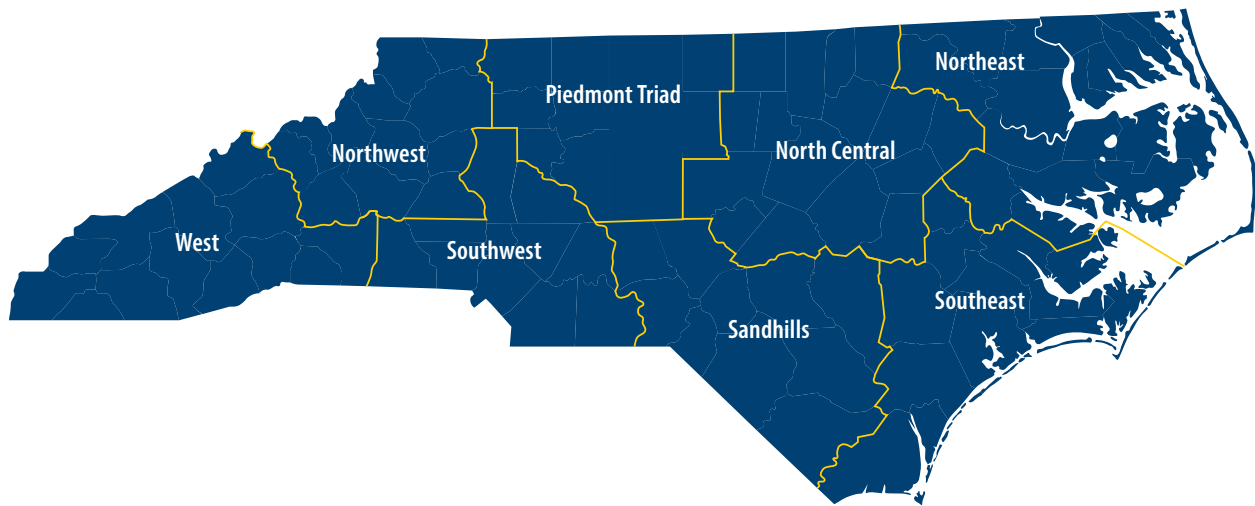 Northeast
Piedmont Triad
North Central
Northwest
West
Southwest
Southeast
Sandhills